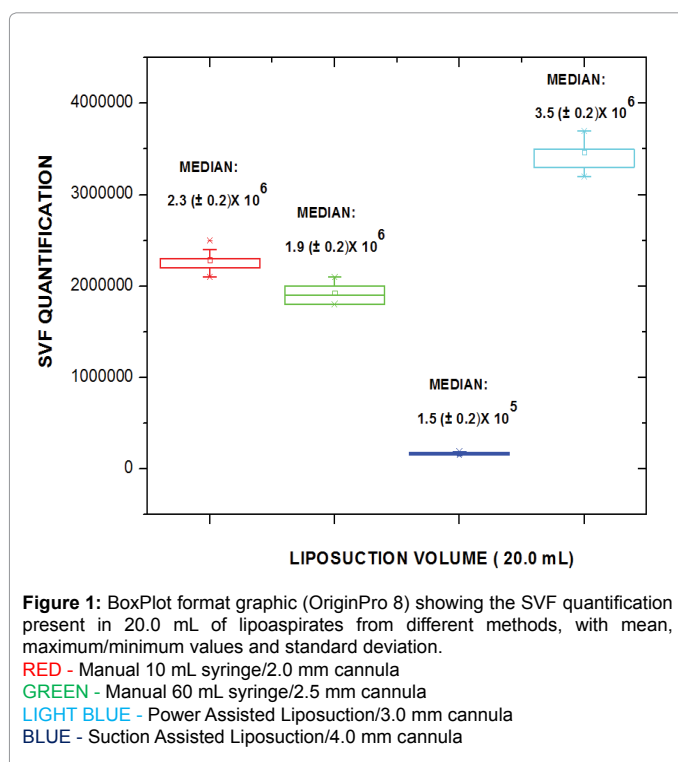 4000000
3000000
2000000
1000000
0
SVF QUANTIFICATION
MEDIAN:
2.3 (± 0.2)X 10^6
MEDIAN:
1.9 (± 0.2)X 10^6
MEDIAN:
1.5 (± 0.2)X 10^5
MEDIAN:
3.5 (± 0.2)X 10^6
LIPOSUCTION VOLUME ( 20.0 mL)
Figure 1: BoxPlot format graphic (OriginPro 8) showing the SVF quantification
present in 20.0 mL of lipoaspirates from different methods, with mean,
maximum/minimum values and standard deviation.
RED - Manual 10 mL syringe/2.0 mm cannula
GREEN - Manual 60 mL syringe/2.5 mm cannula
LIGHT BLUE - Power Assisted Liposuction/3.0 mm cannula
BLUE - Suction Assisted Liposuction/4.0 mm cannula